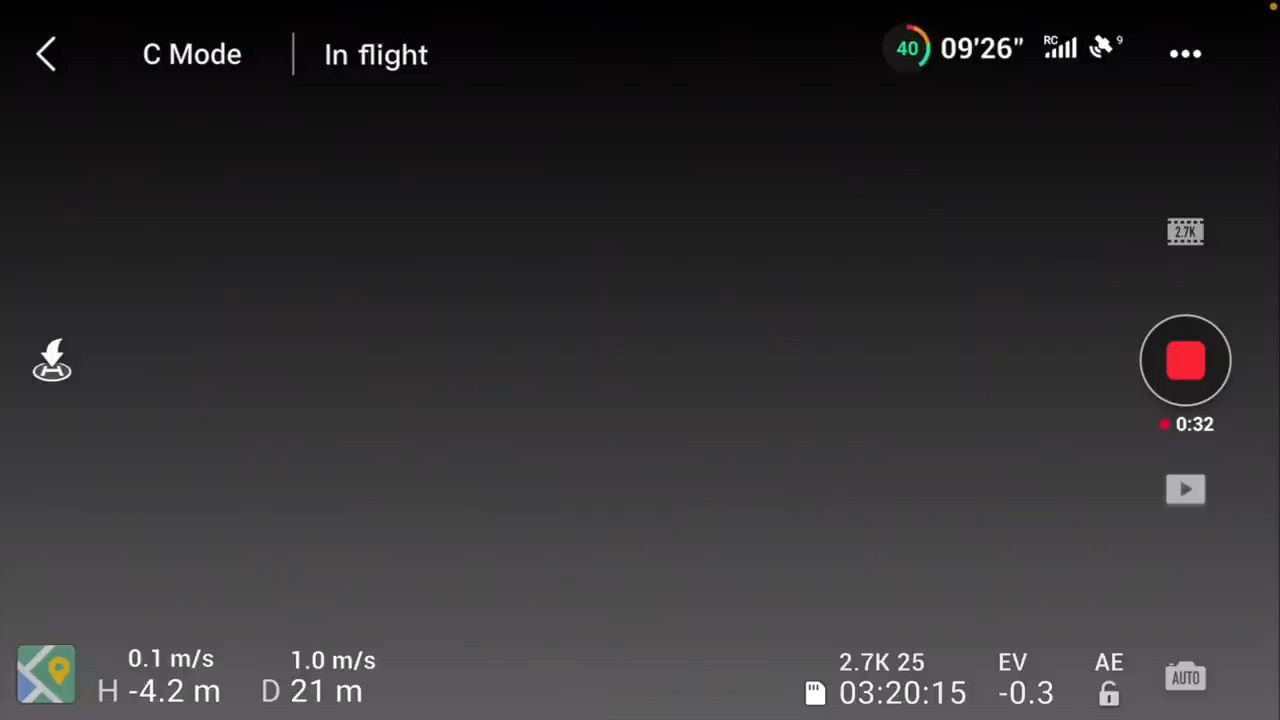 C Mode | In flight
40 09'26" RC 9
2.7K
0:32
0.1 m/s 1.0 m/s
H -4.2 m D 21 m
2.7K 25 EV AE
03:20:15 -0.3
AUTO